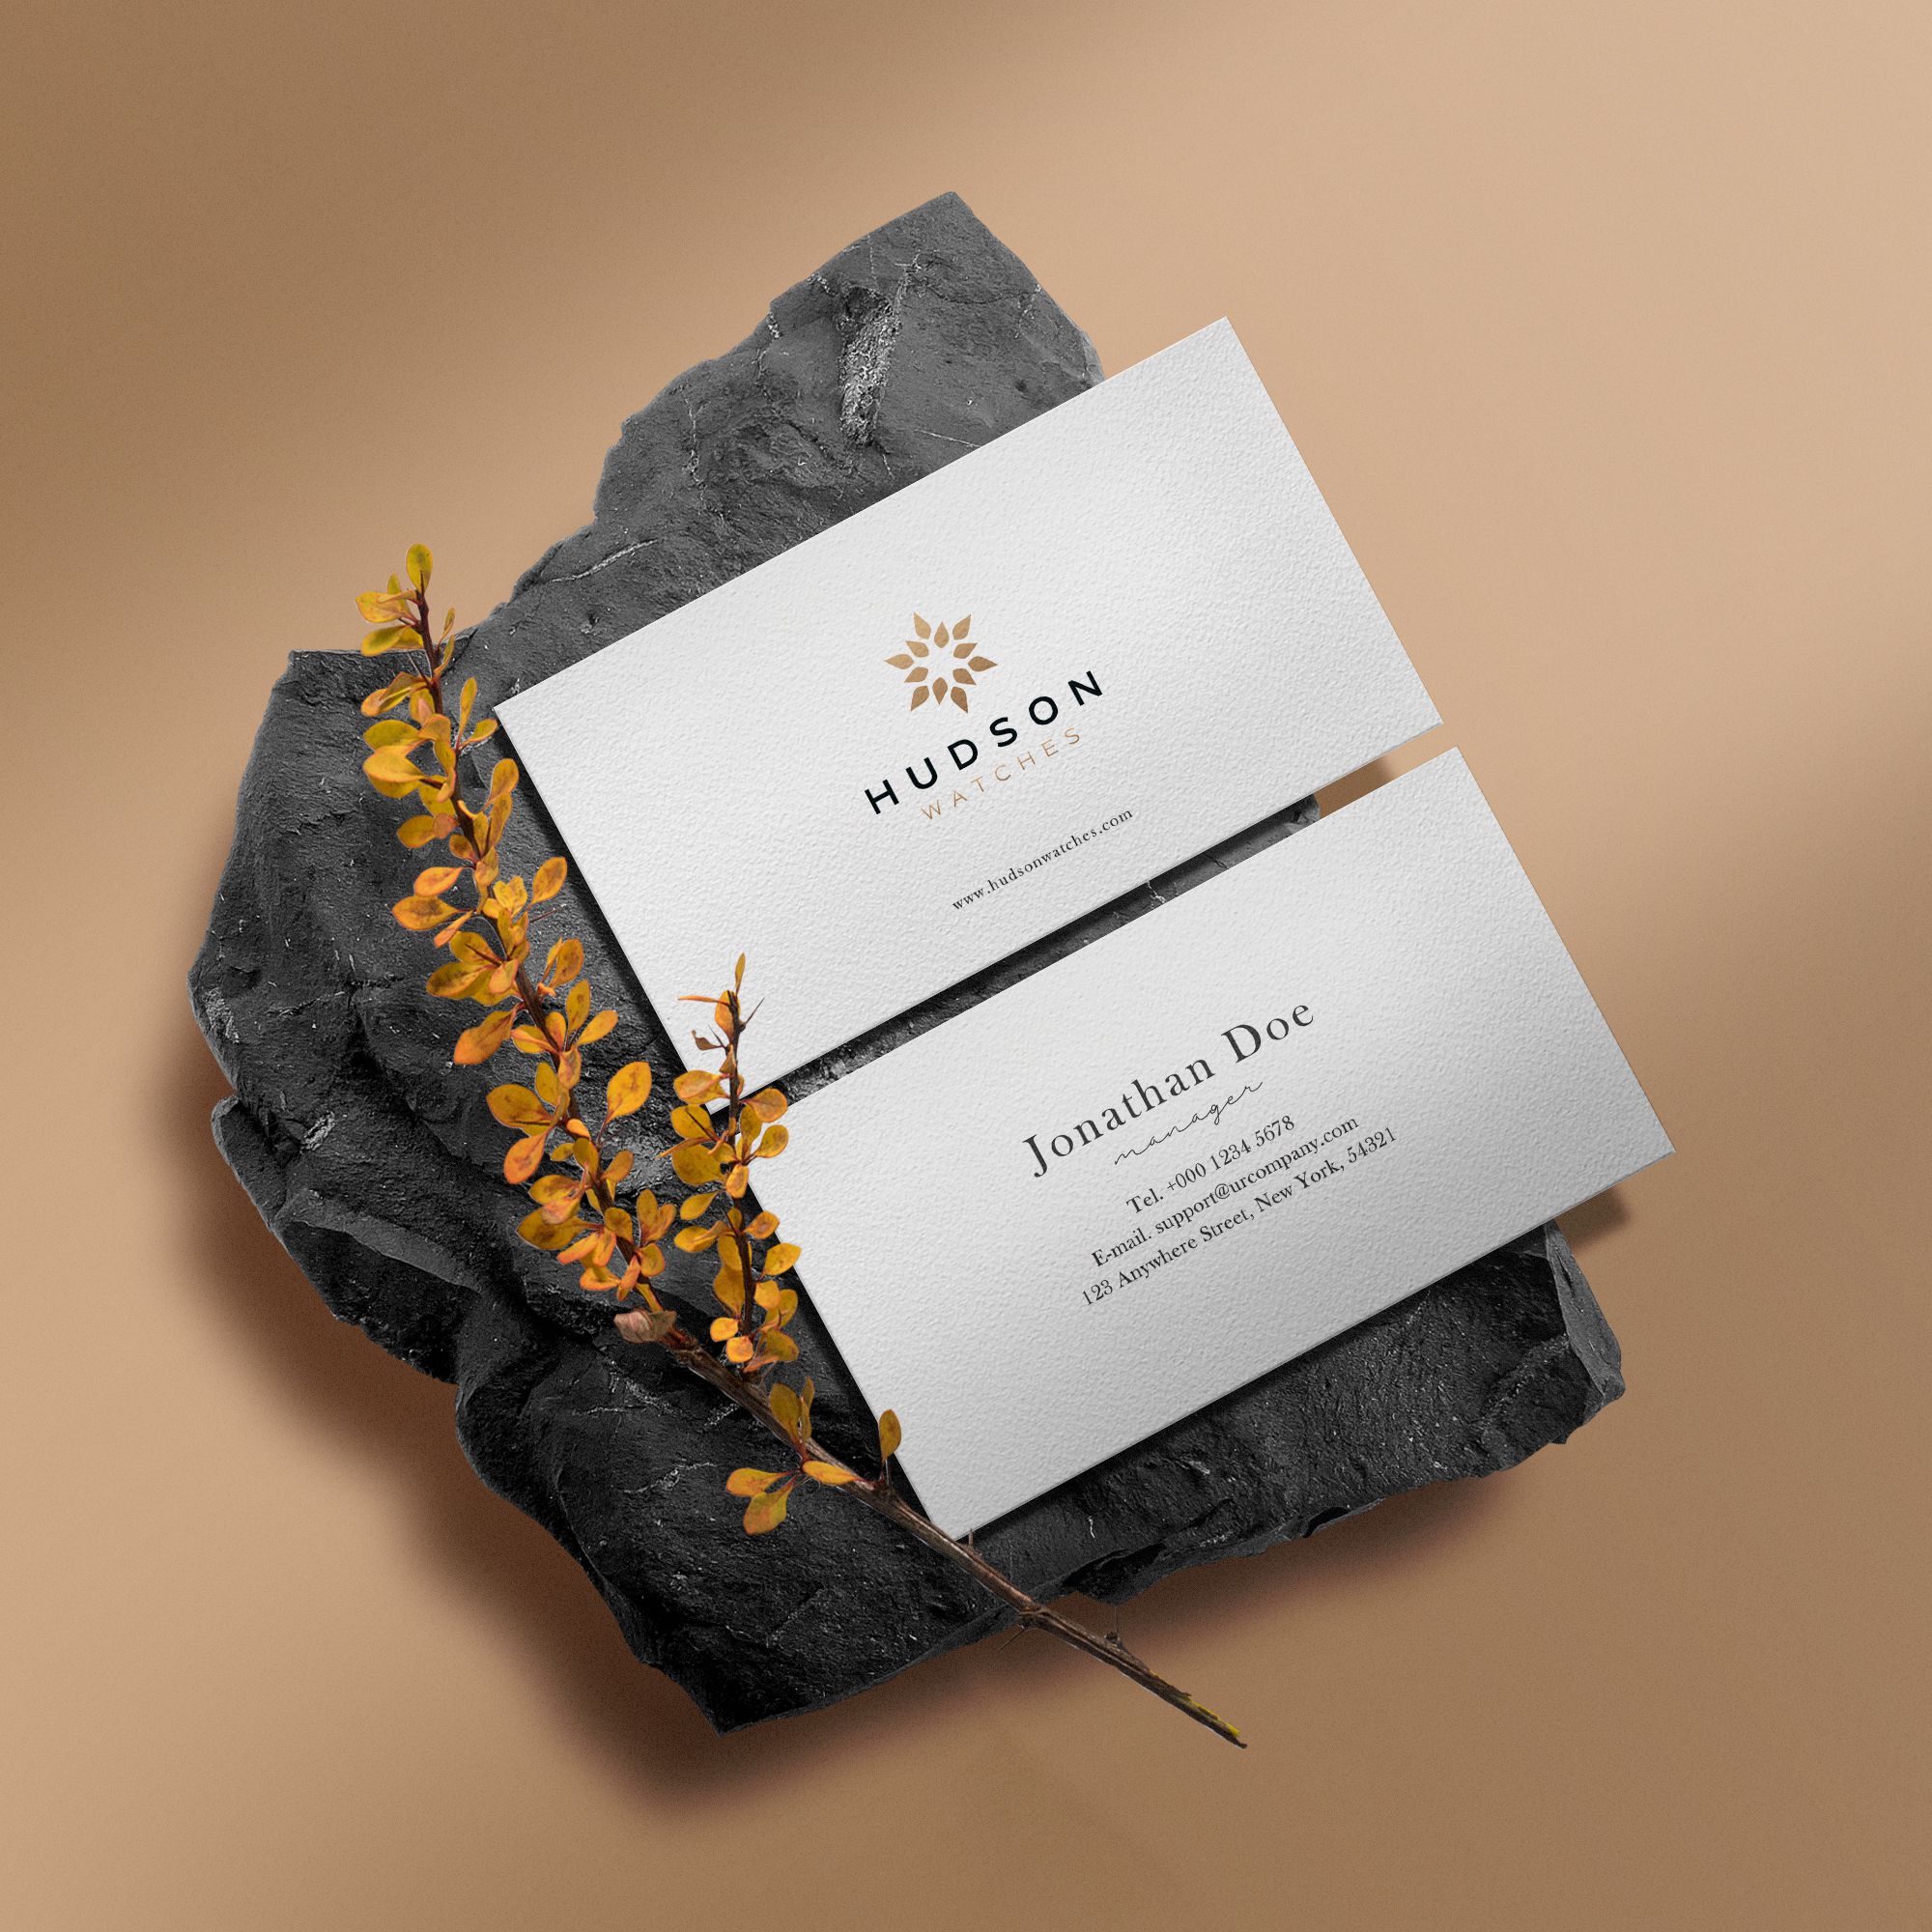 HUDSON
WATCHES
www.hudsonwatches.com
Jonathan Doe
manager
Tel. +000 1234 5678
E-mail. support@urcompany.com
123 Anywhere Street, New York, 54321